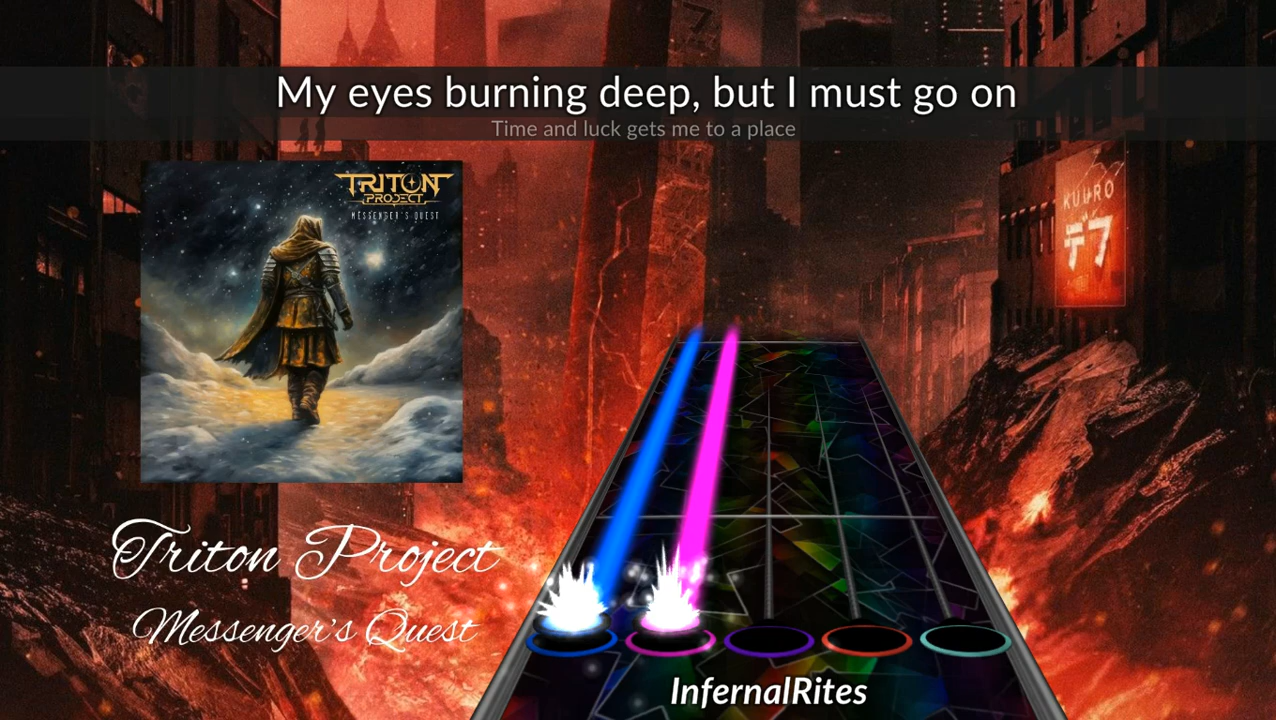 My eyes burning deep, but I must go on
Time and luck gets me to a place
TRITON
PROJECT
MESSENGER'S QUEST
KURO
デフ
Triton Project
Messenger's Quest
InfernalRites